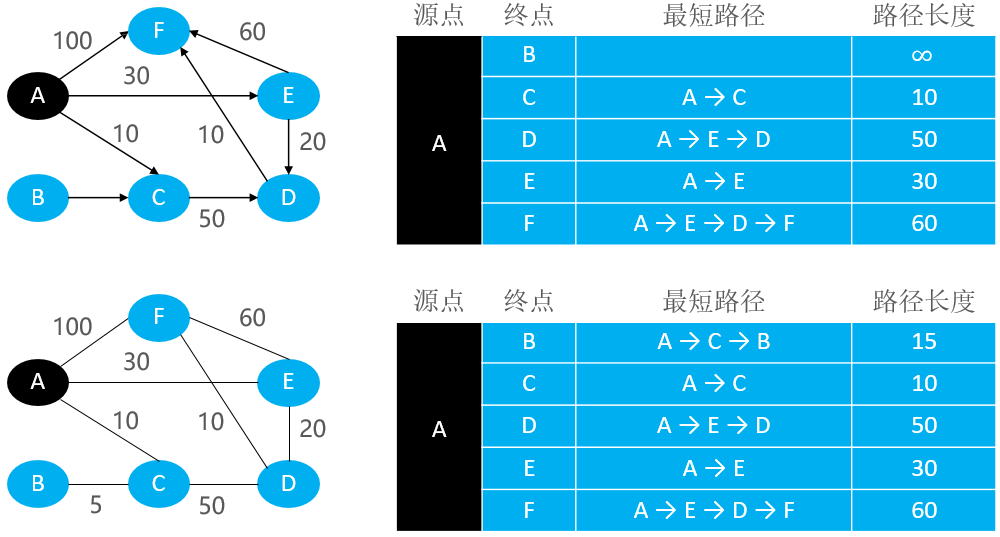 F
100
60
30
A
E
10
10
20
B
C
D
50
源点 终点 最短路径 路径长度
A
B ∞
C A → C 10
D A → E → D 50
E A → E 30
F A → E → D → F 60
F
100
60
30
A
E
10
10
20
B
C
D
5
50
源点 终点 最短路径 路径长度
A
B A → C → B 15
C A → C 10
D A → E → D 50
E A → E 30
F A → E → D → F 60